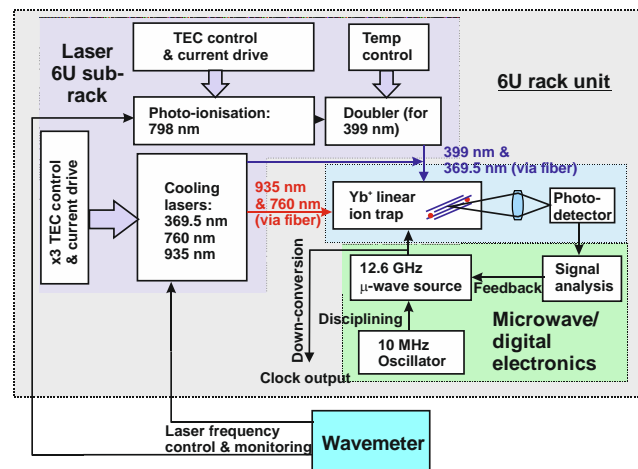 Laser
6U sub-
rack
TEC control
& current drive
Temp
control
6U rack unit
Photo-ionisation:
798 nm
Doubler (for
399 nm)
399 nm &
369.5 nm (via fiber)
x3 TEC control
& current drive
Cooling
lasers:
369.5 nm
760 nm
935 nm
935 nm
& 760 nm
(via fiber)
Yb⁺ linear
ion trap
Photo-
detector
12.6 GHz
μ-wave source
Feedback
Signal
analysis
Down-conversion
Disciplining
10 MHz
Oscillator
Microwave/
digital
electronics
Clock output
Laser frequency
control & monitoring
Wavemeter